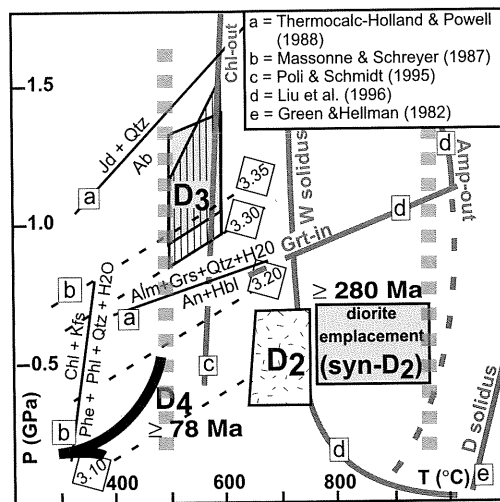 a = Thermocalc-Holland & Powell
(1988)
b = Massonne & Schreyer (1987)
c = Poli & Schmidt (1995)
d = Liu et al. (1996)
e = Green &Hellman (1982)
Chl-out
1.5
Jd + Qtz
Ab
a
D3
3.35
3.30
3.20
W solidus
d
Amp-out
d
Grt-in
1.0
b
Alm+Grs+Qtz+H20
An+Hbl
a
Chl + Kfs
Phe + Phl + Qtz + H2O
≥ 280 Ma
diorite
emplacement
(syn-D2)
D2
0.5
c
D4
≥ 78 Ma
D solidus
P (GPa)
b
3.10
d
e
400
600
800
T (°C)